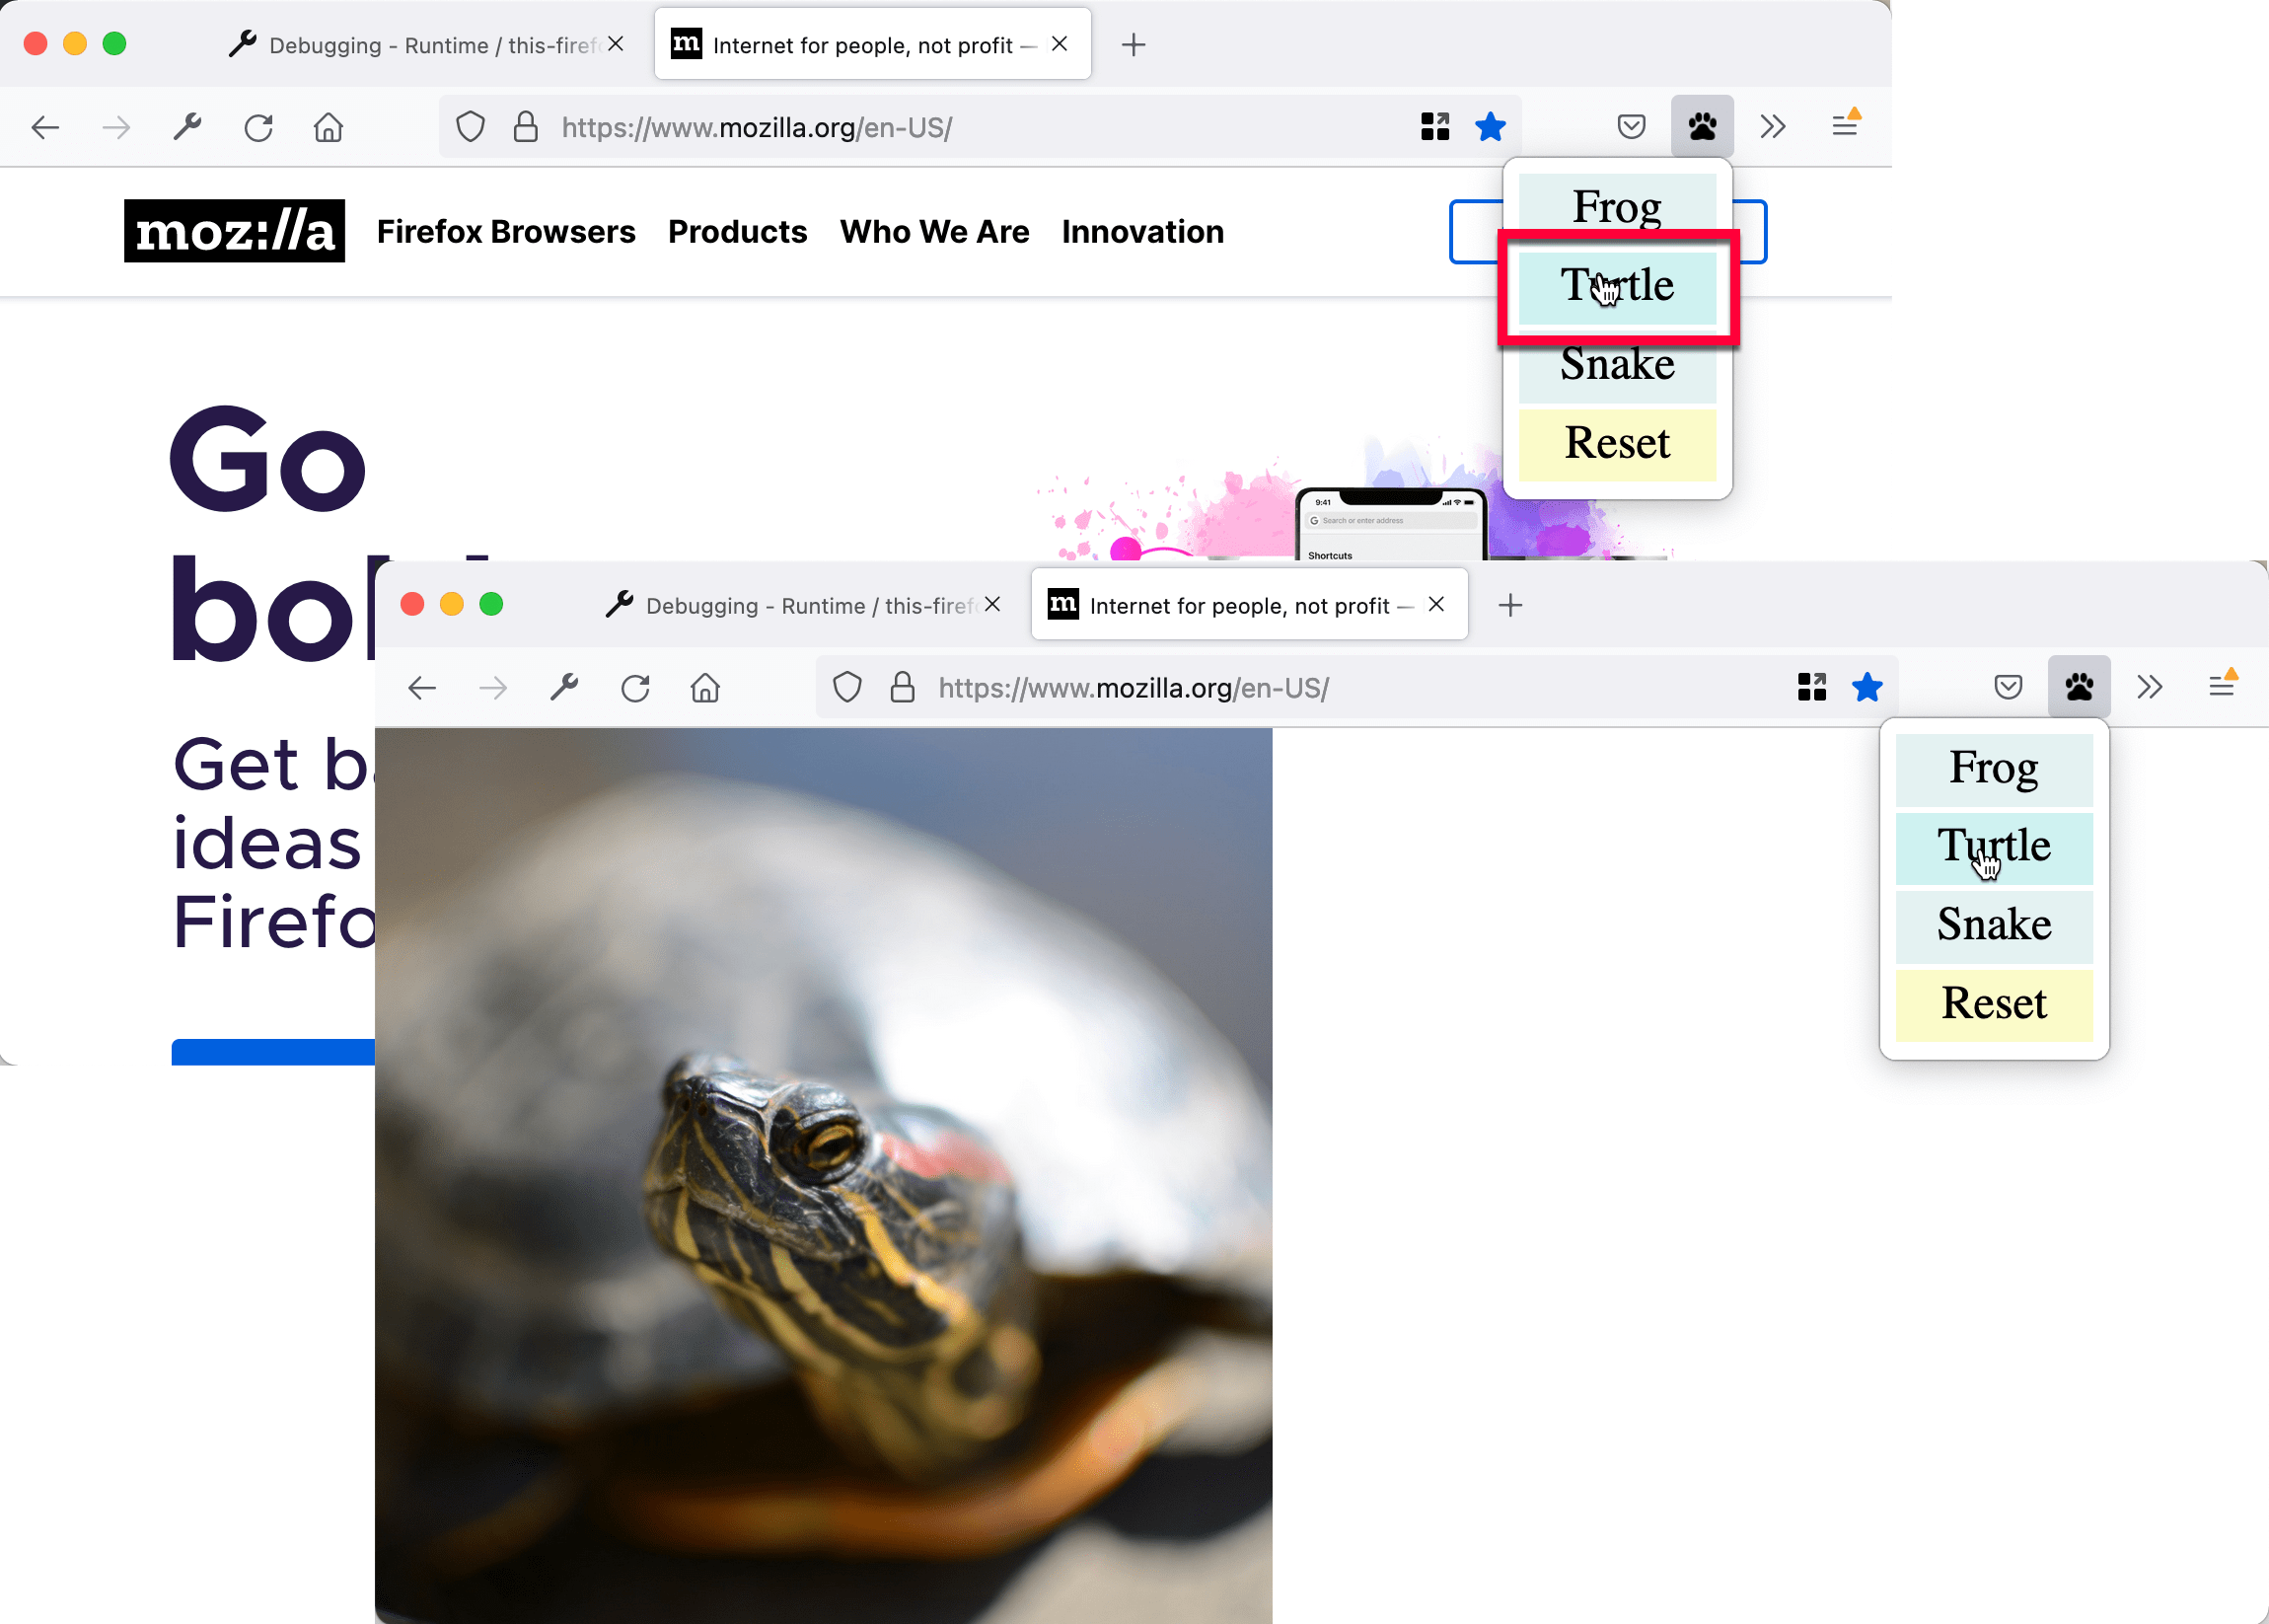 Debugging - Runtime / this-firef
Internet for people, not profit —
https://www.mozilla.org/en-US/
moz://a Firefox Browsers Products Who We Are Innovation
Frog
Turtle
Snake
Reset
Go
9:41
Search or enter address
Shortcuts
Get
ideas
Firefo
Debugging - Runtime / this-firef
Internet for people, not profit —
https://www.mozilla.org/en-US/
Frog
Turtle
Snake
Reset